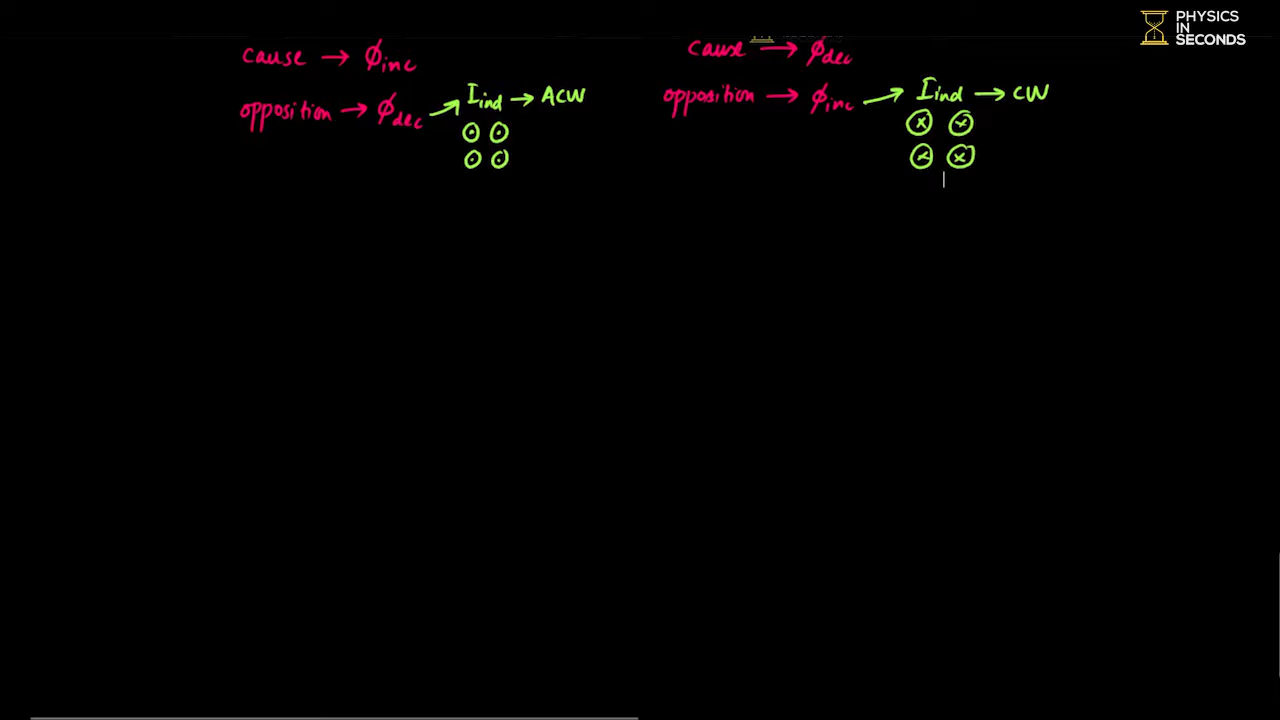 PHYSICS
IN
SECONDS
cause → ϕinc
opposition → ϕdec → Iind → ACW
cause → ϕdec
opposition → ϕinc → Iind → CW